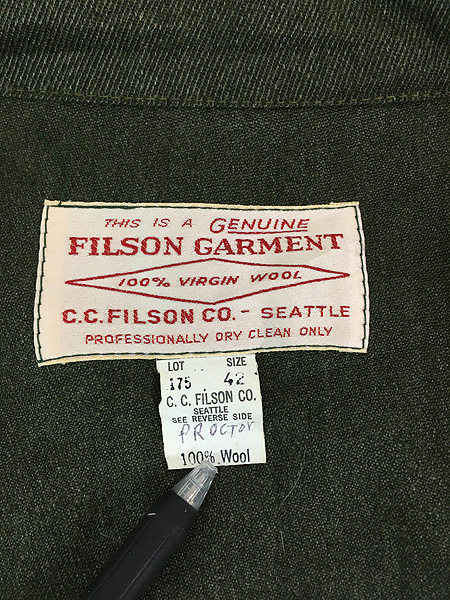 THIS IS A GENUINE
FILSON GARMENT
100% VIRGIN WOOL
C.C. FILSON CO. - SEATTLE
PROFESSIONALLY DRY CLEAN ONLY
LOT SIZE
175 42
C. C. FILSON CO.
SEATTLE
SEE REVERSE SIDE
PROCTOR
100% Wool